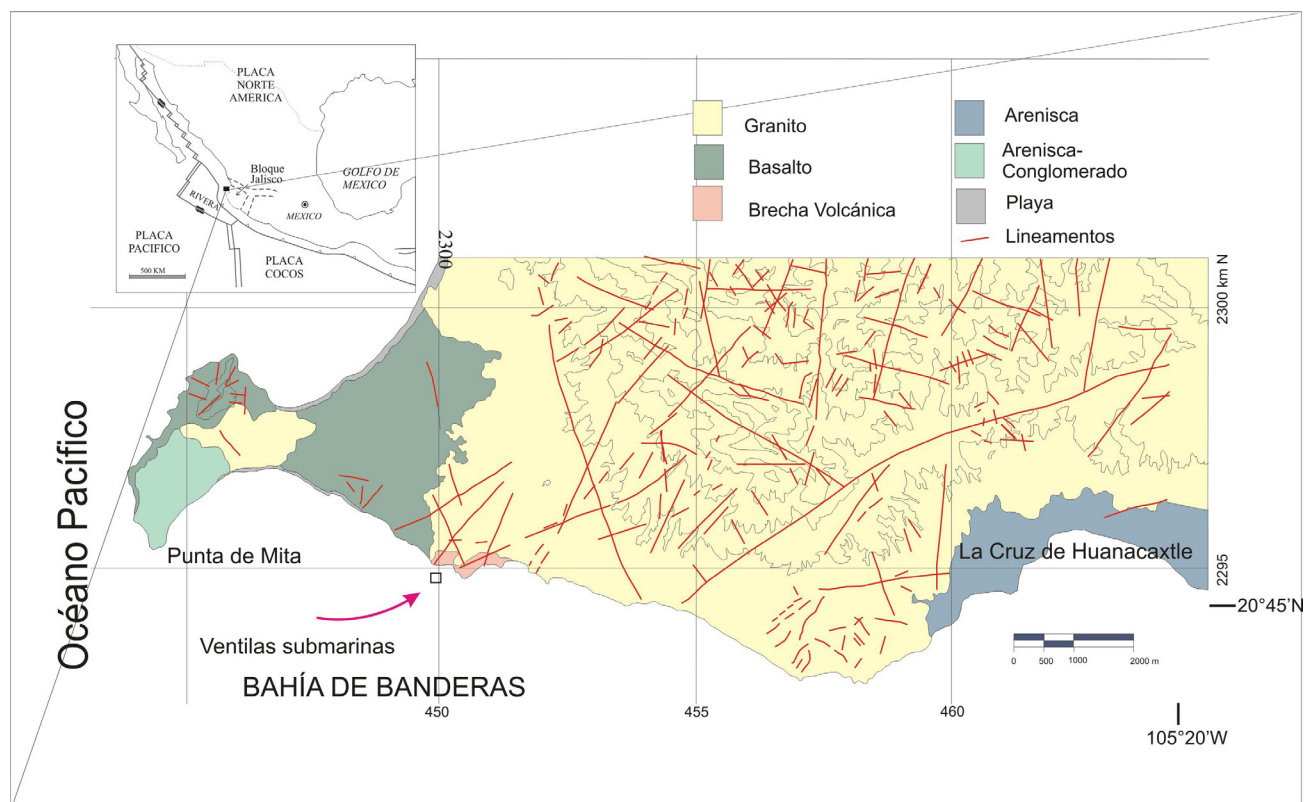 PLACA
NORTE
AMERICA
Bloque
Jalisco
GOLFO DE
MEXICO
RIVERA
MEXICO
PLACA
PACIFICO
PLACA
COCOS
500 KM
Granito
Basalto
Brecha Volcánica
Arenisca
Arenisca-
Conglomerado
Playa
Lineamentos
2300
2300 km N
Océano Pacífico
Punta de Mita
La Cruz de Huanacaxtle
2295
20°45'N
Ventilas submarinas
BAHÍA DE BANDERAS
0 500 1000 2000 m
450 455 460
105°20'W